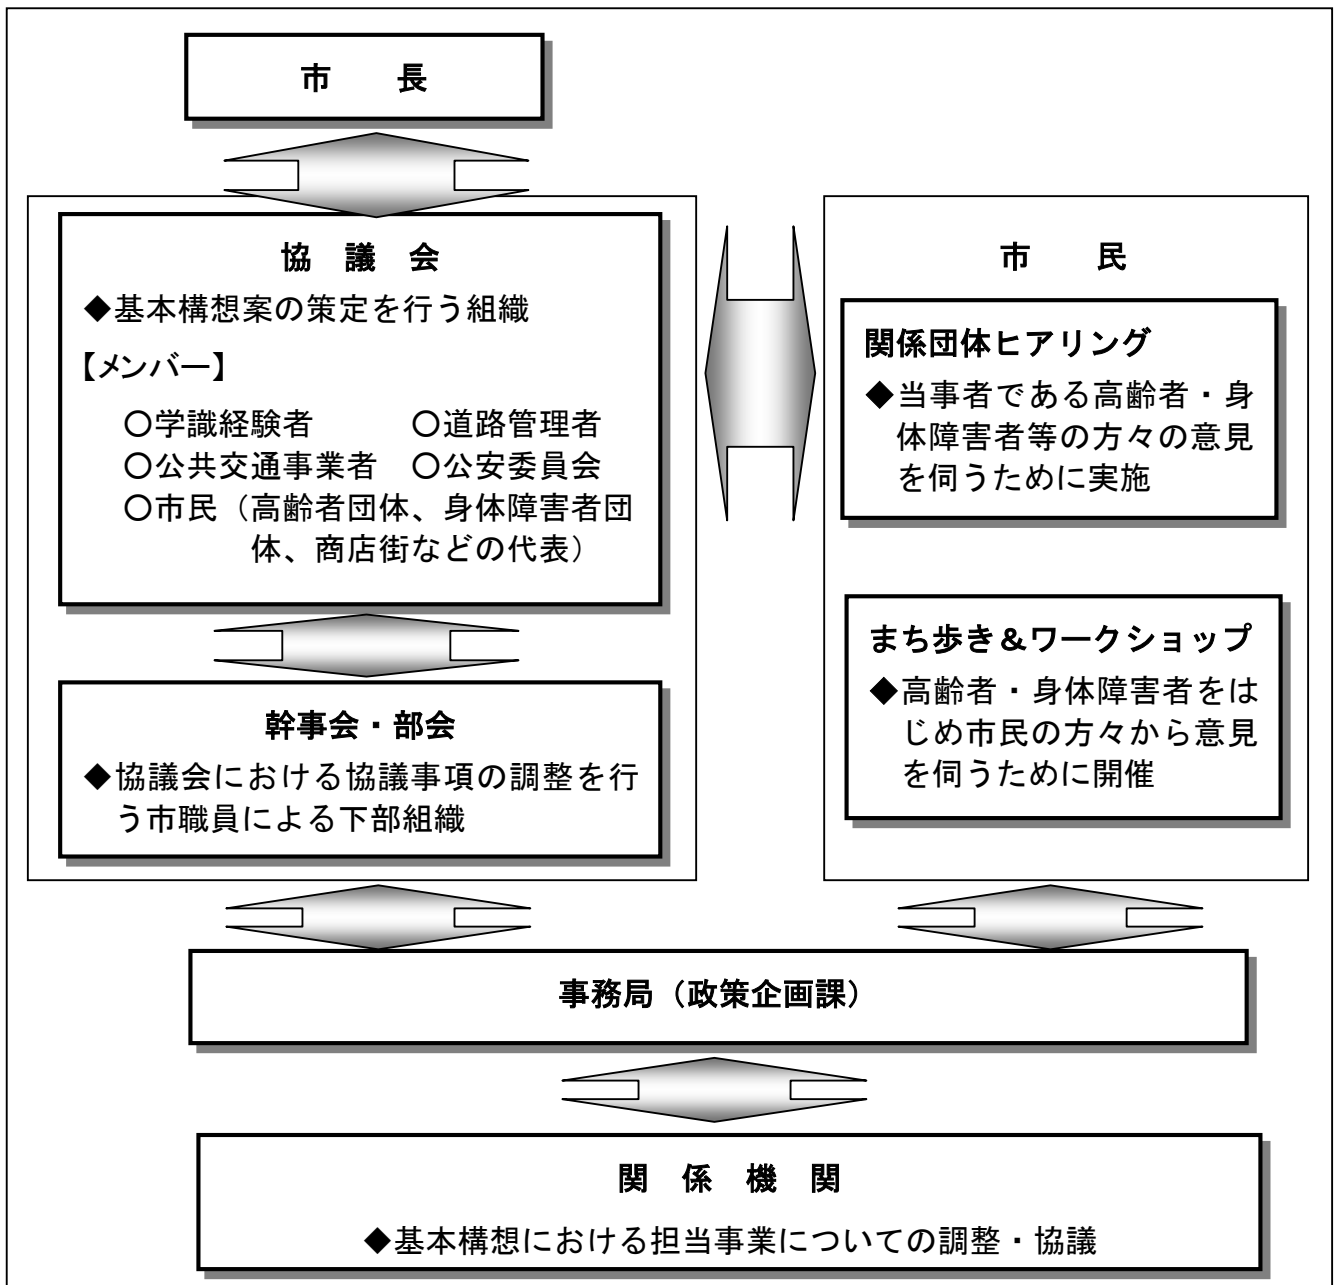 市　　長
協　議　会
◆基本構想案の策定を行う組織
【メンバー】
○学識経験者　　　○道路管理者
○公共交通事業者　○公安委員会
○市民（高齢者団体、身体障害者団
体、商店街などの代表）
幹事会・部会
◆協議会における協議事項の調整を行
う市職員による下部組織
市　　民
関係団体ヒアリング
◆当事者である高齢者・身
体障害者等の方々の意見
を伺うために実施
まち歩き＆ワークショップ
◆高齢者・身体障害者をは
じめ市民の方々から意見
を伺うために開催
事務局（政策企画課）
関　係　機　関
◆基本構想における担当事業についての調整・協議